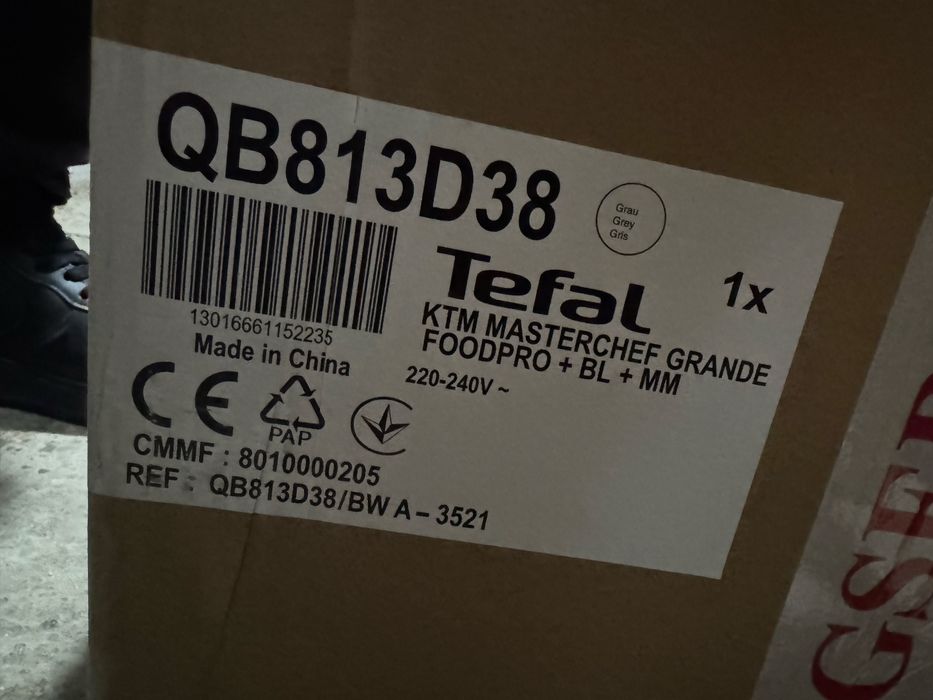 QB813D38
Grau
Grey
Gris
13016661152235
Made in China
Tefal
1x
KTM MASTERCHEF GRANDE
FOODPRO + BL + MM
220-240V ~
CE
PAP
CMMF : 8010000205
REF : QB813D38/BW A - 3521